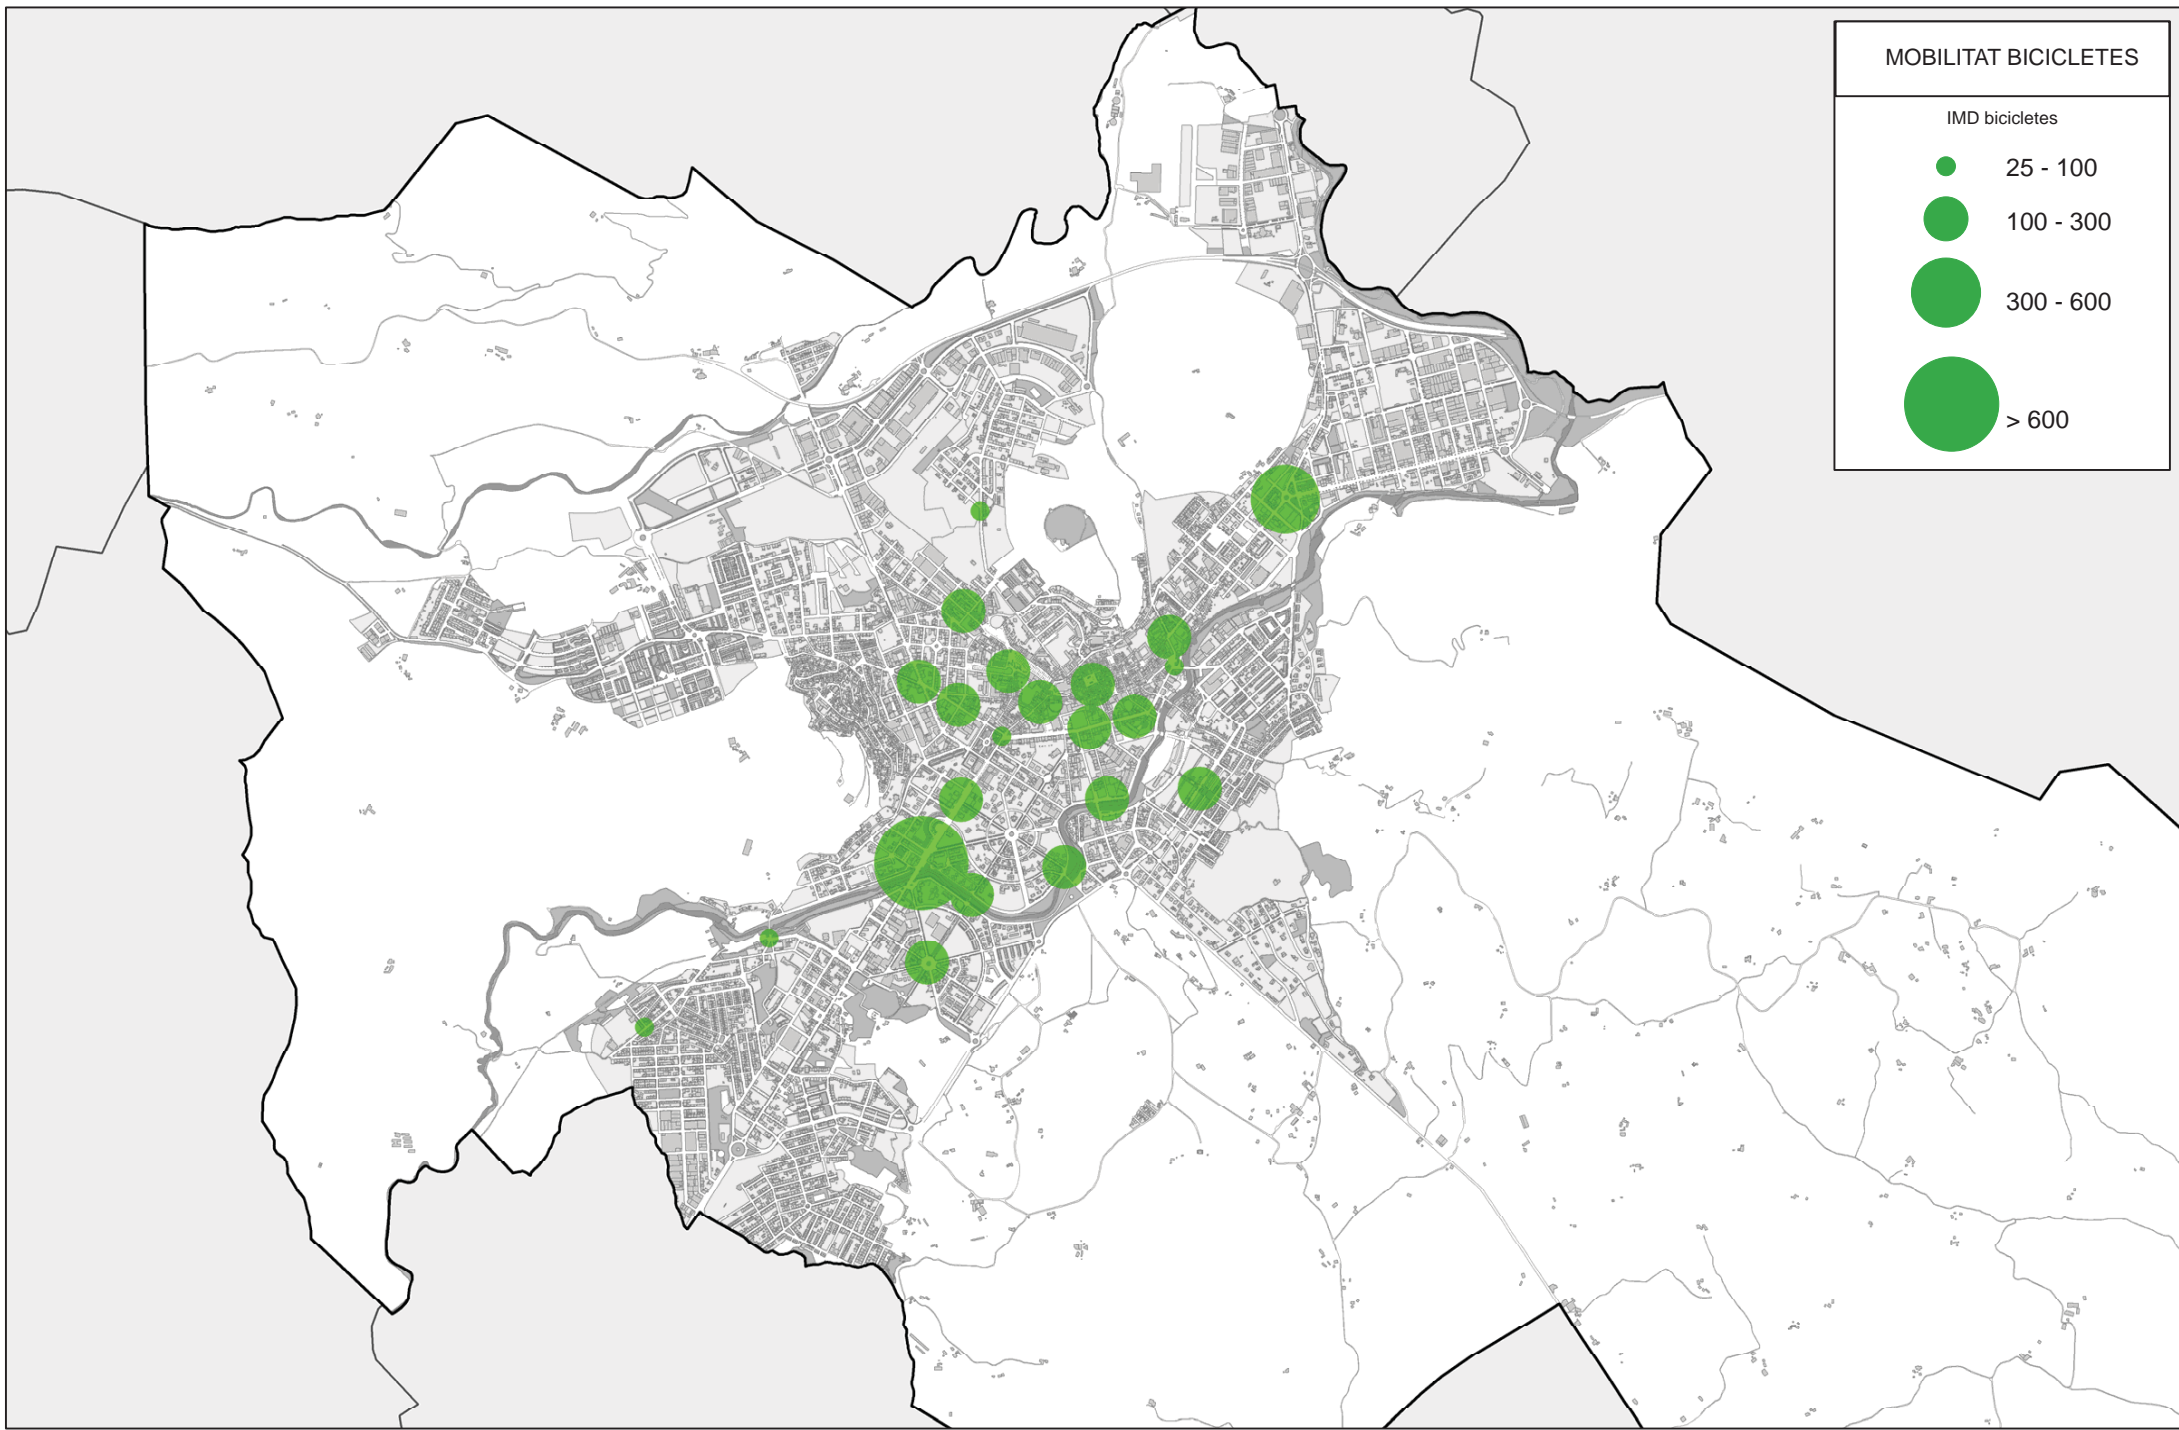 MOBILITAT BICICLETES
IMD bicicletes
25 - 100
100 - 300
300 - 600
> 600